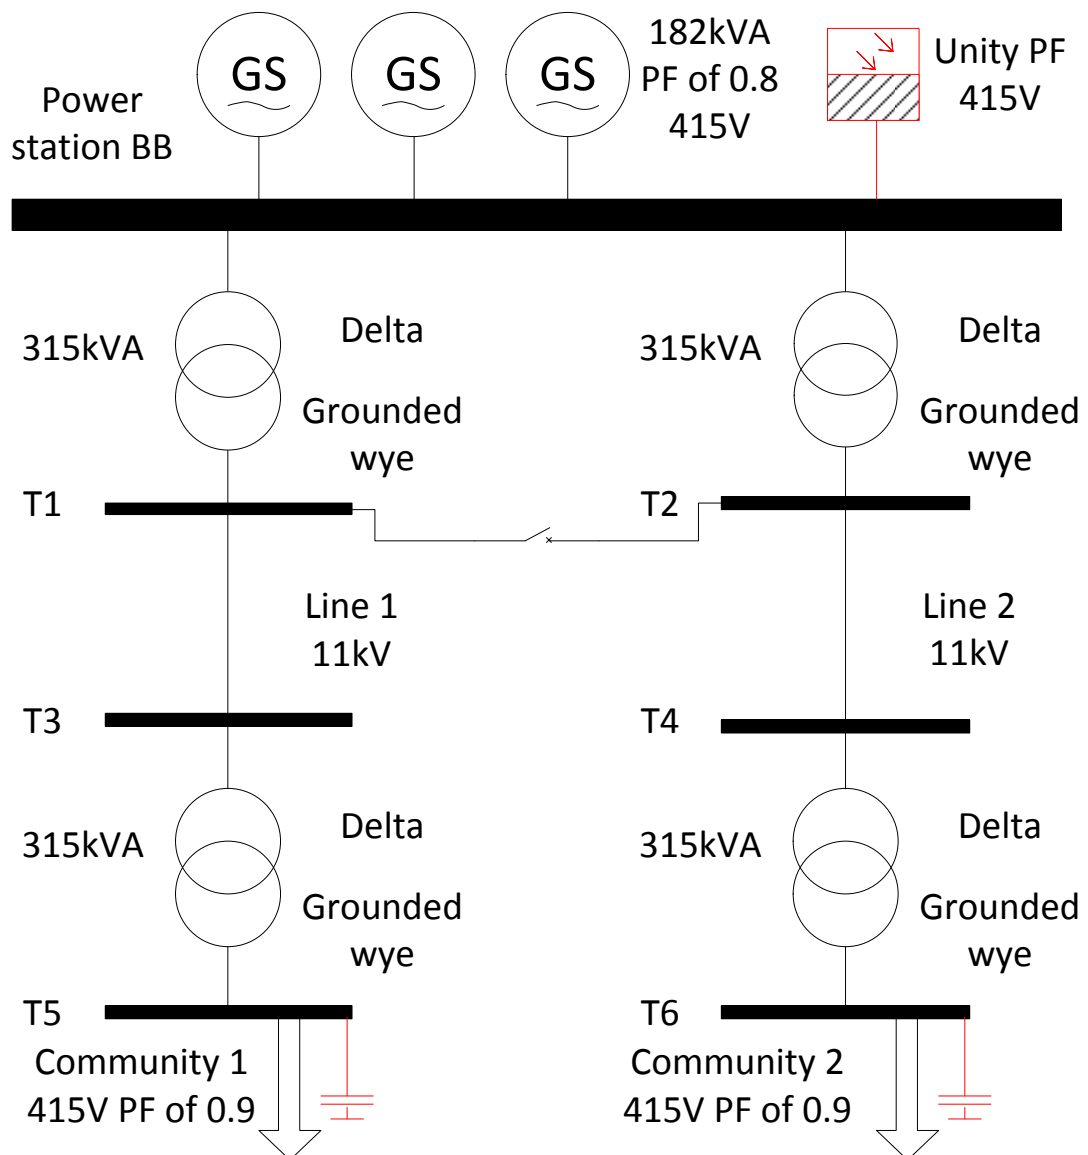 GS
GS
GS
182kVA
PF of 0.8
415V
Unity PF
415V
Power
station BB
315kVA
Delta
Grounded
wye
315kVA
Delta
Grounded
wye
T1
T2
Line 1
11kV
Line 2
11kV
T3
T4
315kVA
Delta
Grounded
wye
315kVA
Delta
Grounded
wye
T5
T6
Community 1
415V PF of 0.9
Community 2
415V PF of 0.9